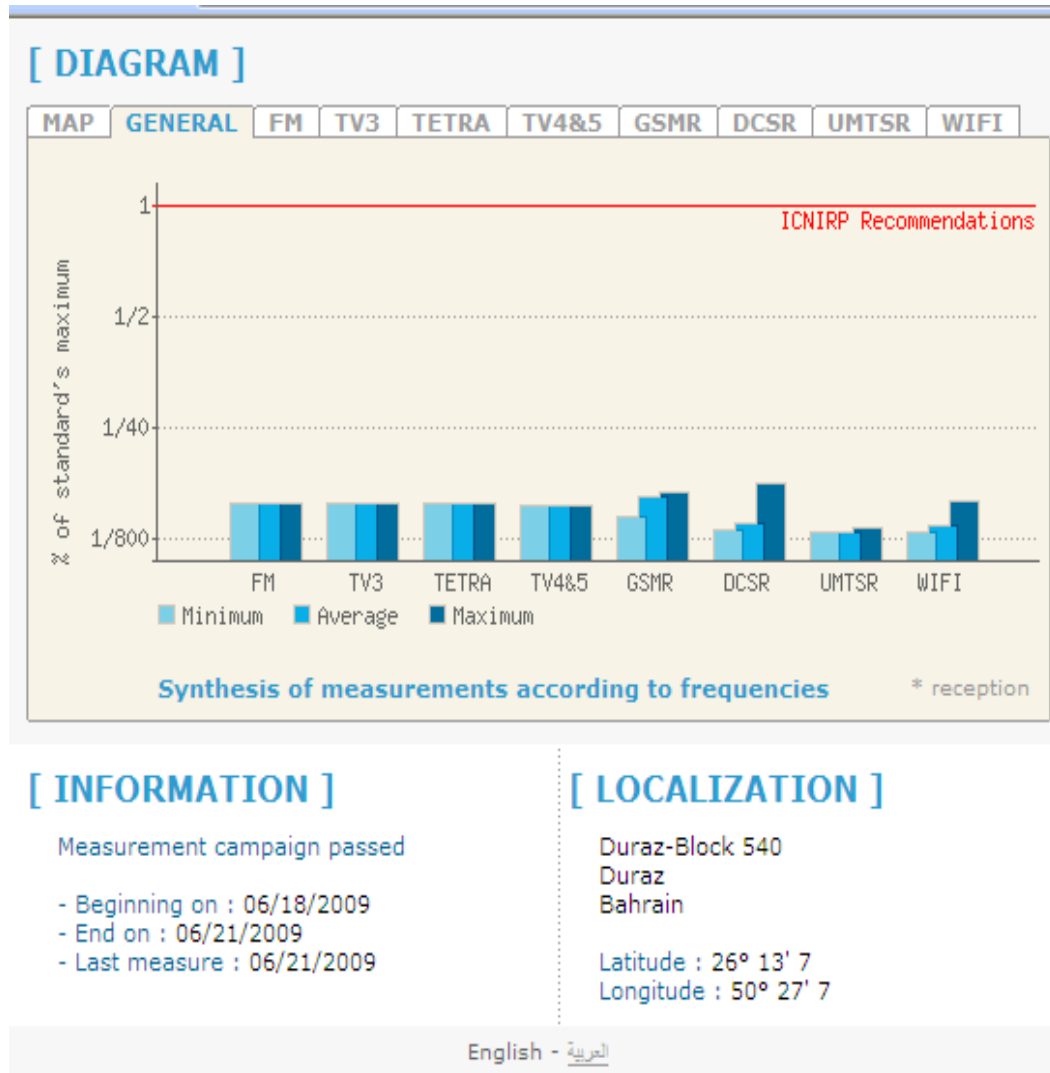 [ DIAGRAM ]
MAP GENERAL FM TV3 TETRA TV4&5 GSMR DCSR UMTSR WIFI
1
ICNIRP Recommendations
% of standard's maximum
1/2
1/40
1/800
FM TV3 TETRA TV4&5 GSMR DCSR UMTSR WIFI
Minimum Average Maximum
Synthesis of measurements according to frequencies * reception
[ INFORMATION ]
Measurement campaign passed
- Beginning on : 06/18/2009
- End on : 06/21/2009
- Last measure : 06/21/2009
[ LOCALIZATION ]
Duraz-Block 540
Duraz
Bahrain
Latitude : 26º 13' 7
Longitude : 50º 27' 7
English - العربية